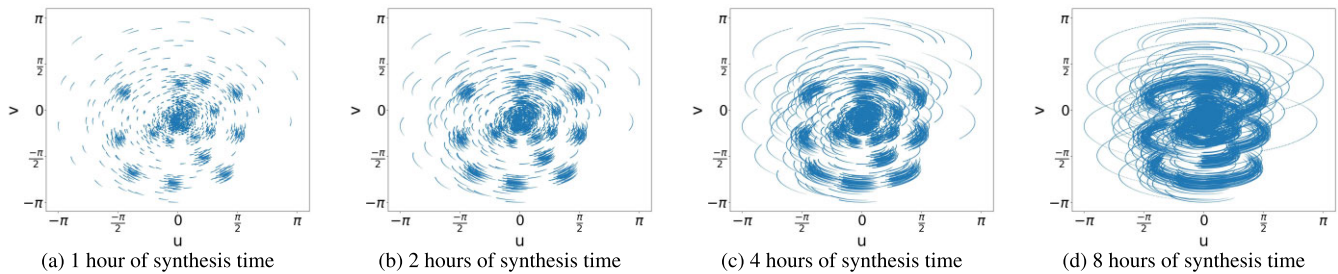 π π/2 0 -π/2 -π v -π -π/2 0 π/2 π u
(a) 1 hour of synthesis time
π π/2 0 -π/2 -π v -π -π/2 0 π/2 π u
(b) 2 hours of synthesis time
π π/2 0 -π/2 -π v -π -π/2 0 π/2 π u
(c) 4 hours of synthesis time
π π/2 0 -π/2 -π v -π -π/2 0 π/2 π u
(d) 8 hours of synthesis time